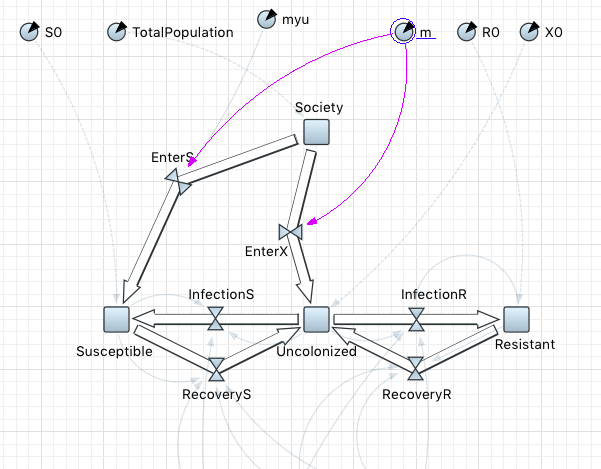 S0
TotalPopulation
myu
m
R0
X0
Society
EnterS
EnterX
InfectionS
InfectionR
Susceptible
Uncolonized
Resistant
RecoveryS
RecoveryR